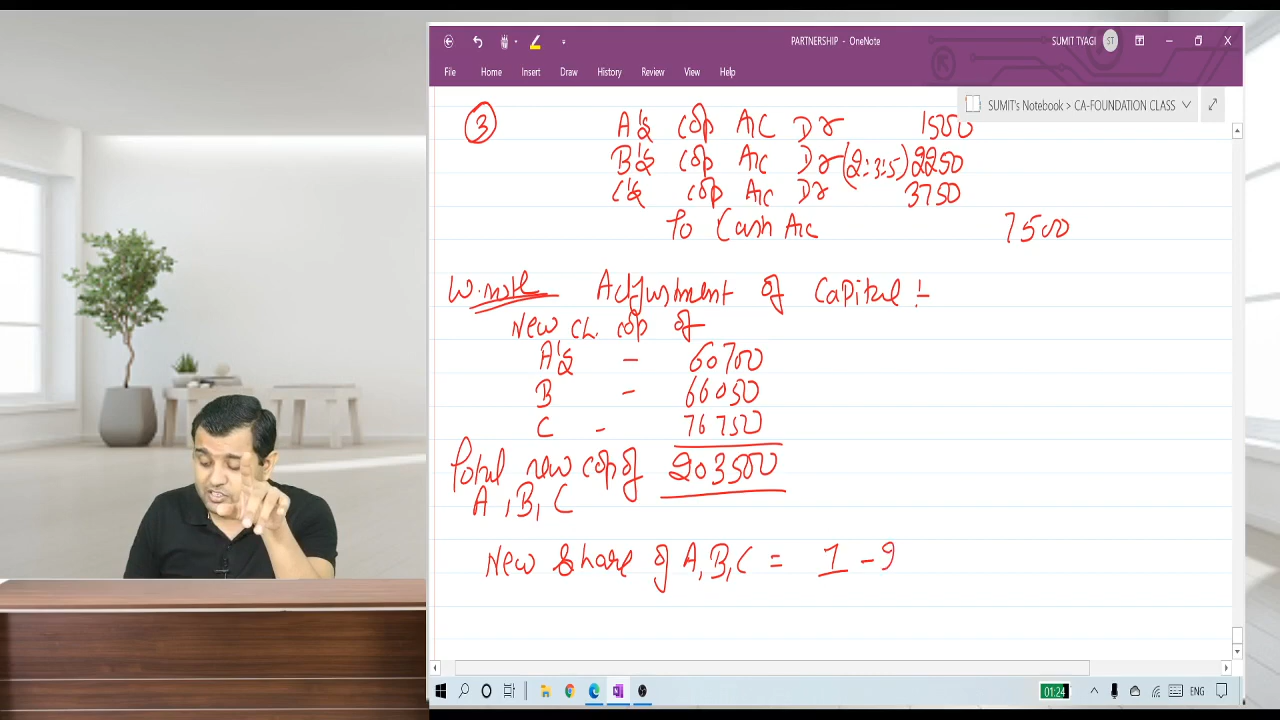 PARTNERSHIP - OneNote
SUMIT TYAGI ST
File Home Insert Draw History Review View Help
SUMIT's Notebook > CA-FOUNDATION CLASS
3
A's cap A/C Dr 1500
B's cap A/C Dr (2:3:5) 2250
C's cap A/C Dr 3750
To Cash A/C 7500
W.note Adjustment of Capital :-
New CL. cap of
A's - 60700
B - 66050
C - 76750
Total new cap of 203500
A, B, C
New Share of A, B, C = 1 - 9
01:24 ENG